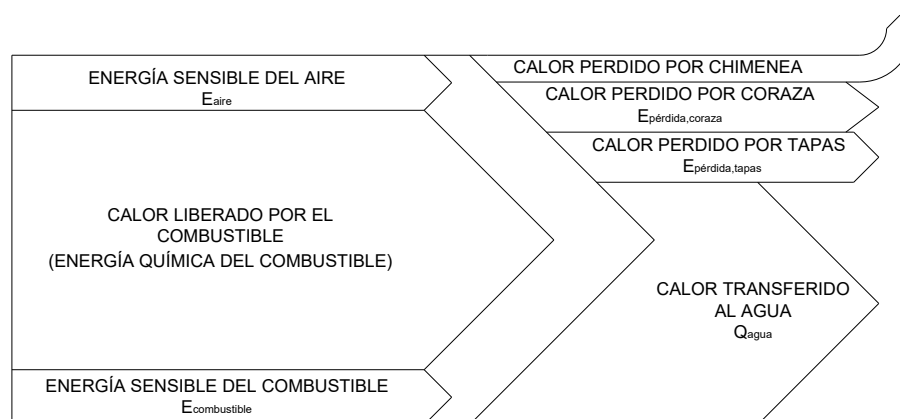 ENERGÍA SENSIBLE DEL AIRE
Eaire
CALOR LIBERADO POR EL
COMBUSTIBLE
(ENERGÍA QUÍMICA DEL COMBUSTIBLE)
ENERGÍA SENSIBLE DEL COMBUSTIBLE
Ecombustible
CALOR PERDIDO POR CHIMENEA
CALOR PERDIDO POR CORAZA
Epérdida,coraza
CALOR PERDIDO POR TAPAS
Epérdida,tapas
CALOR TRANSFERIDO
AL AGUA
Qagua